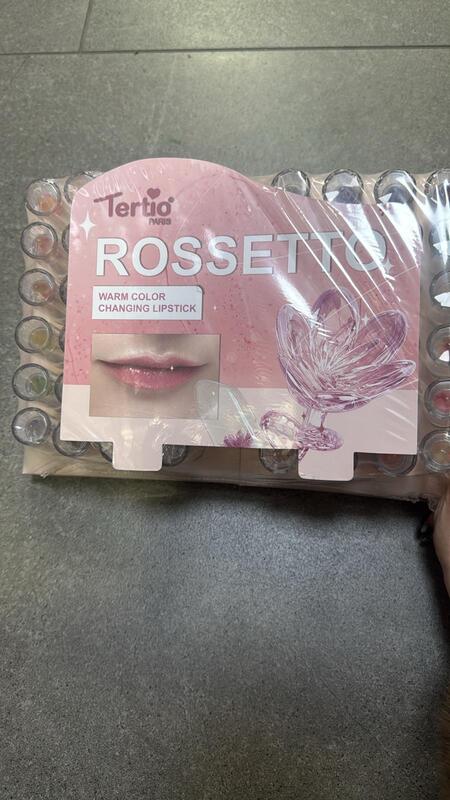 Tertio
PARIS
ROSSETTO
WARM COLOR
CHANGING LIPSTICK